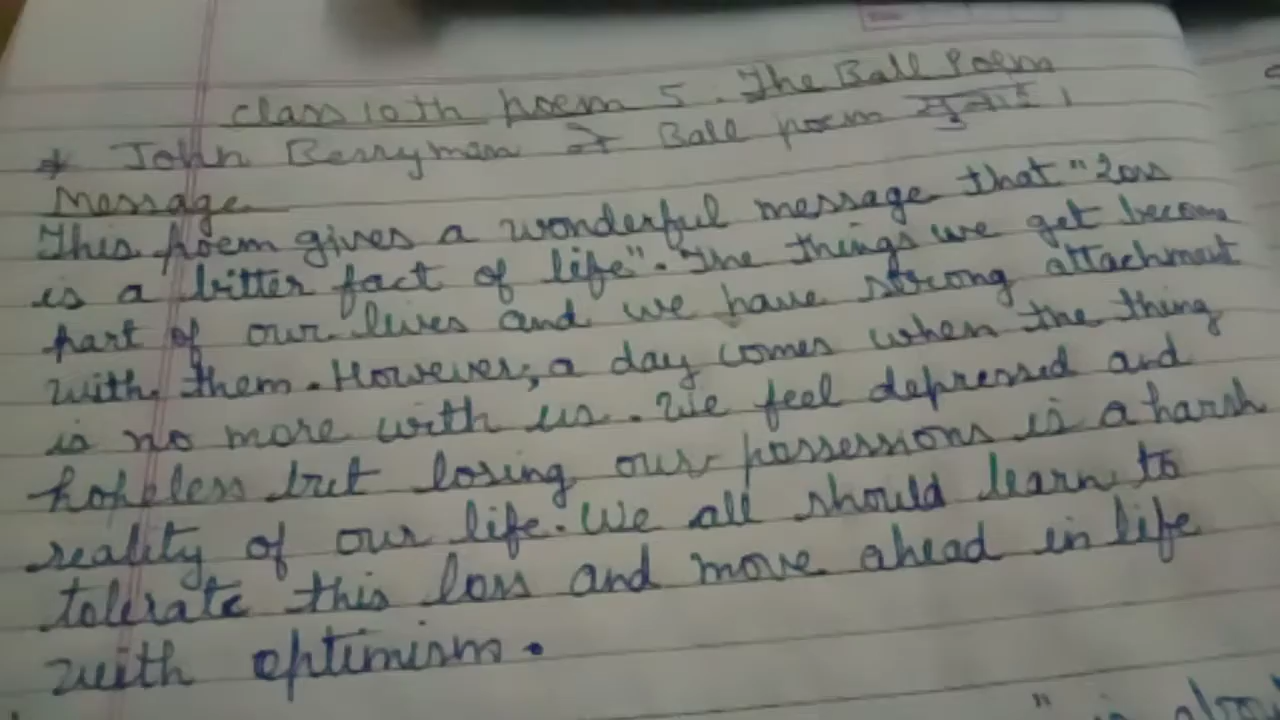 class 10th poem 5. The Ball Poem
* John Berryman ने Ball poem सुनाई।
Message
This poem gives a wonderful message that "Loss
is a bitter fact of life". The things we get become
part of our lives and we have strong attachment
with them. However, a day comes when the thing
is no more with us. We feel depressed and
hopeless but losing our possessions is a harsh
reality of our life. We all should learn to
tolerate this loss and move ahead in life
with optimism.
" is